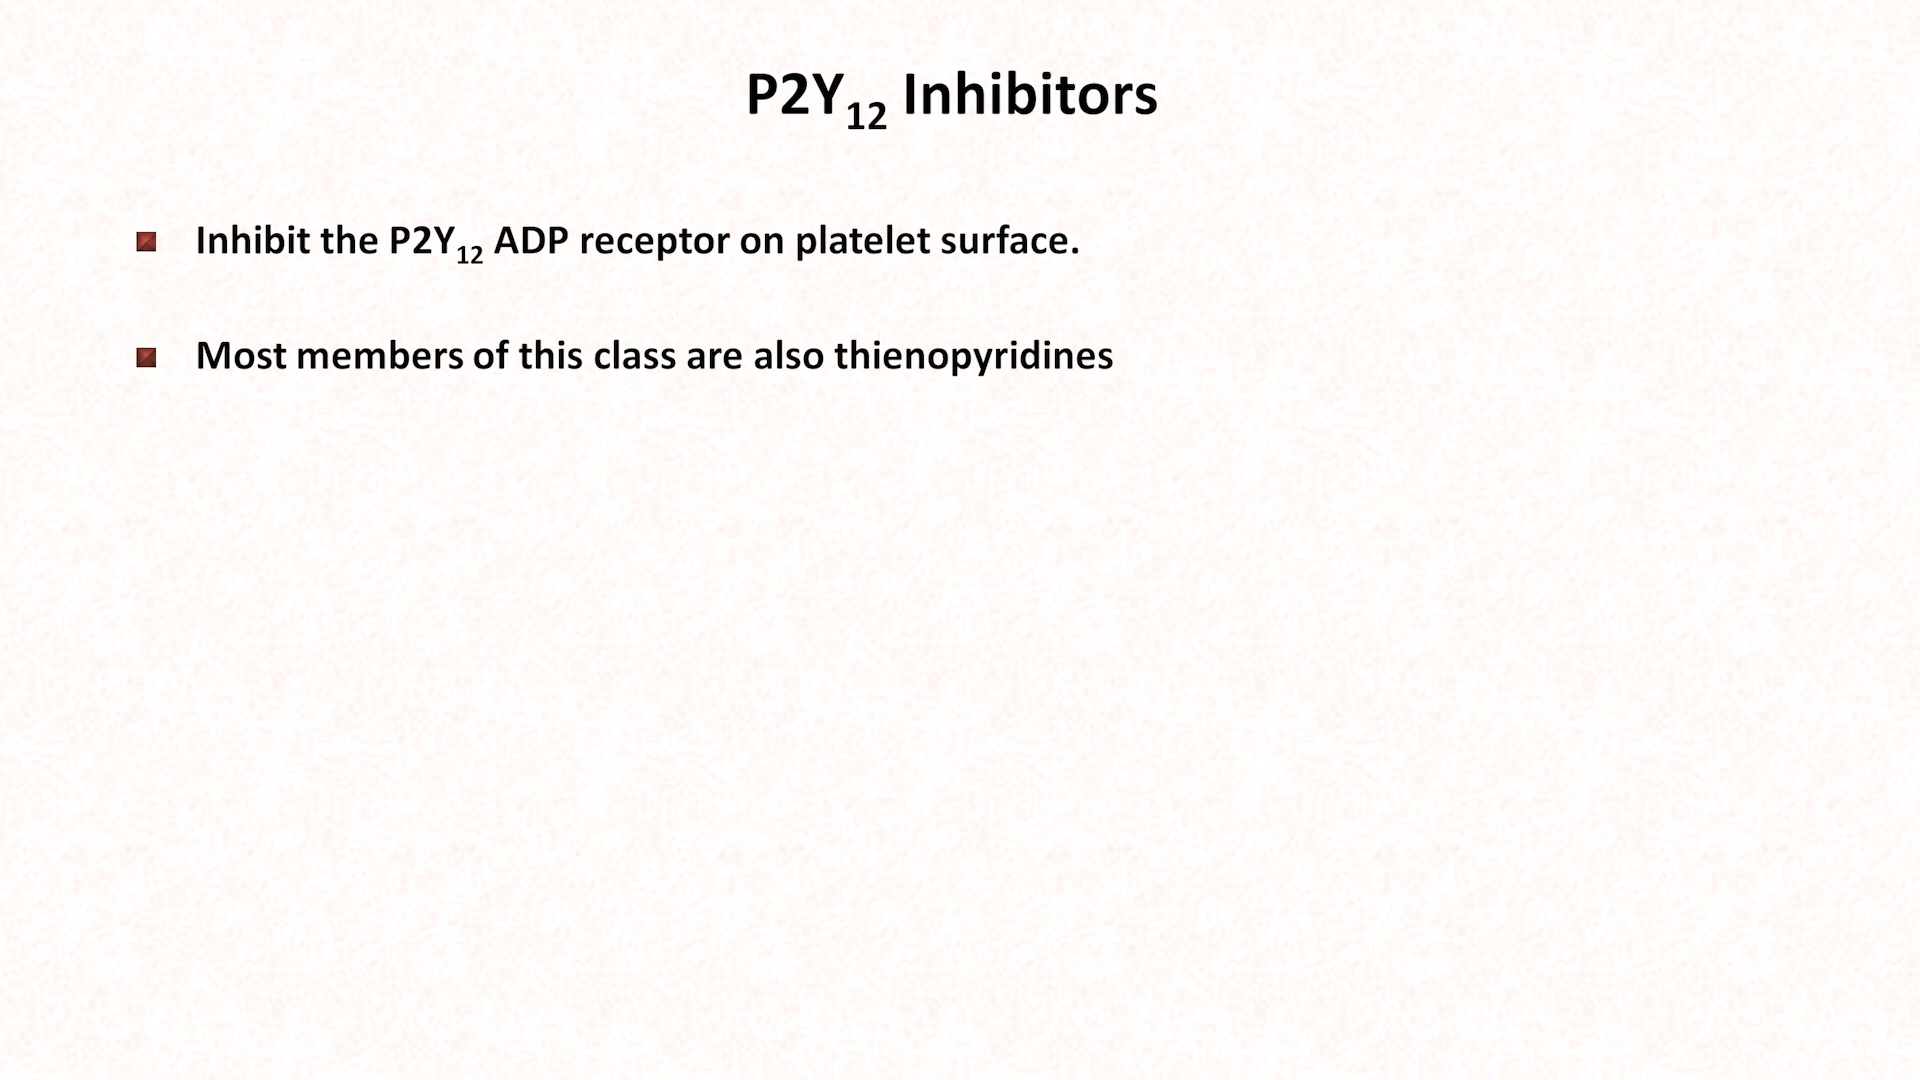 P2Y₁₂ Inhibitors
Inhibit the P2Y₁₂ ADP receptor on platelet surface.
Most members of this class are also thienopyridines